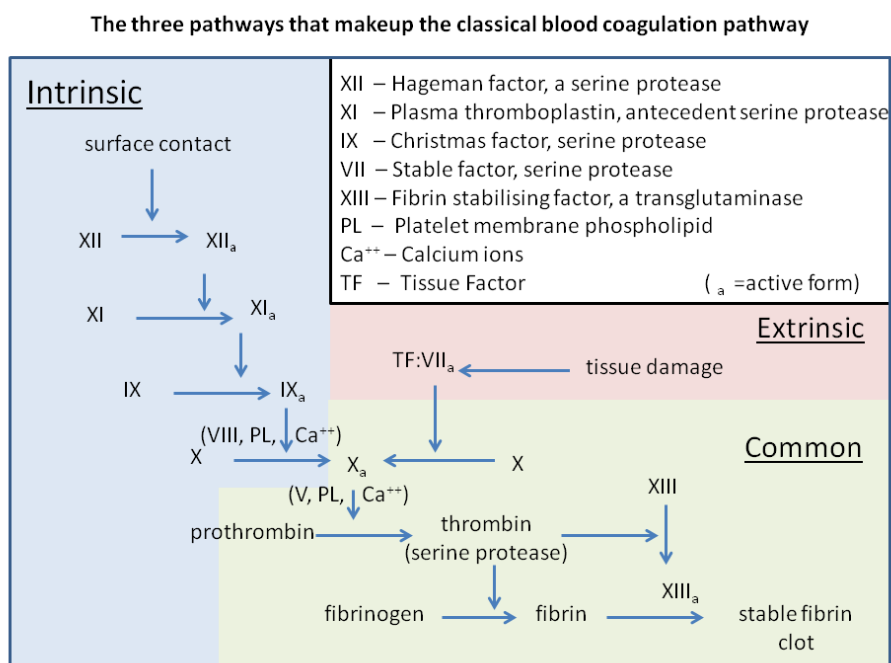 The three pathways that makeup the classical blood coagulation pathway
Intrinsic
surface contact
XII
XIIₐ
XI
XIₐ
IX
IXₐ
(VIII, PL, Ca⁺⁺)
X
XII – Hageman factor, a serine protease
XI – Plasma thromboplastin, antecedent serine protease
IX – Christmas factor, serine protease
VII – Stable factor, serine protease
XIII – Fibrin stabilising factor, a transglutaminase
PL – Platelet membrane phospholipid
Ca⁺⁺ – Calcium ions
TF – Tissue Factor ( ₐ =active form)
Extrinsic
TF:VIIₐ
tissue damage
Common
Xₐ
X
(V, PL, Ca⁺⁺)
XIII
prothrombin
thrombin
(serine protease)
XIIIₐ
fibrinogen
fibrin
stable fibrin
clot